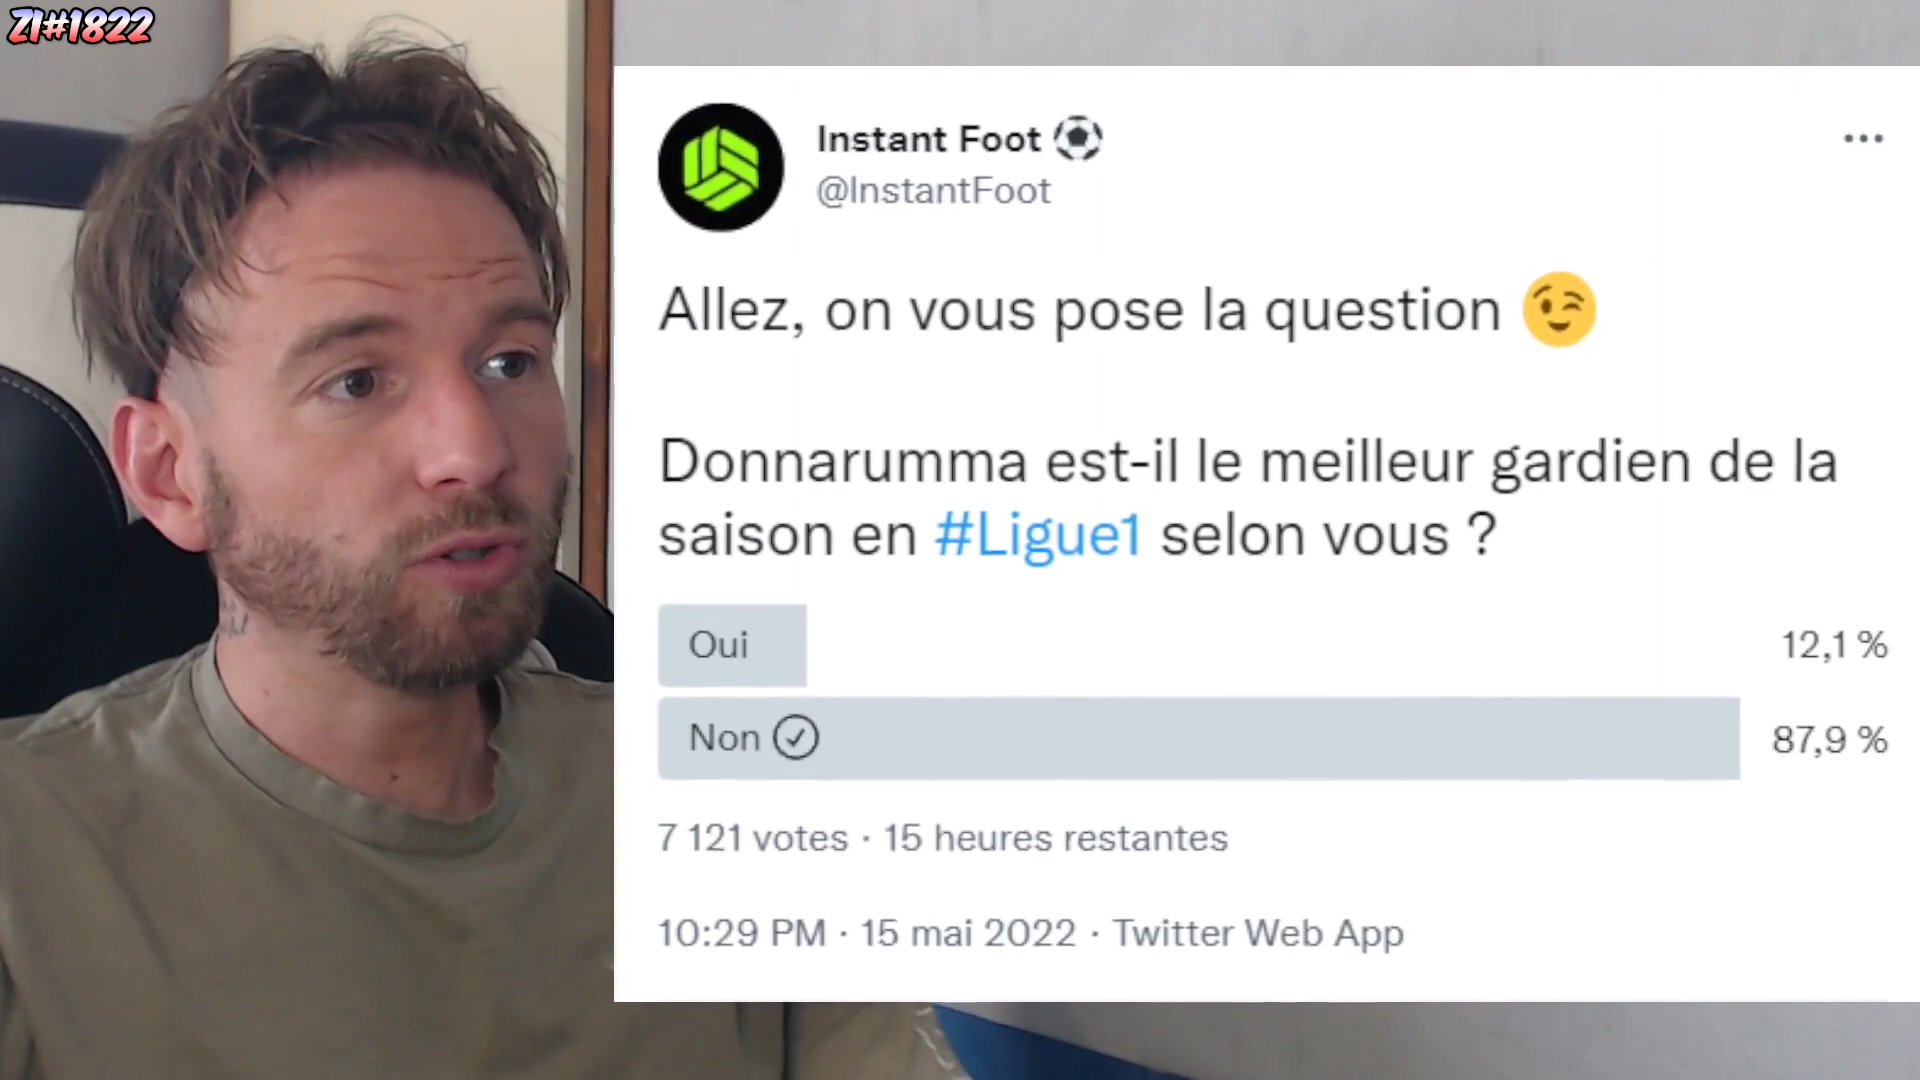 ZI#1822
Instant Foot
@InstantFoot
Allez, on vous pose la question 😉
Donnarumma est-il le meilleur gardien de la
saison en #Ligue1 selon vous ?
Oui 12,1 %
Non 87,9 %
7 121 votes · 15 heures restantes
10:29 PM · 15 mai 2022 · Twitter Web App